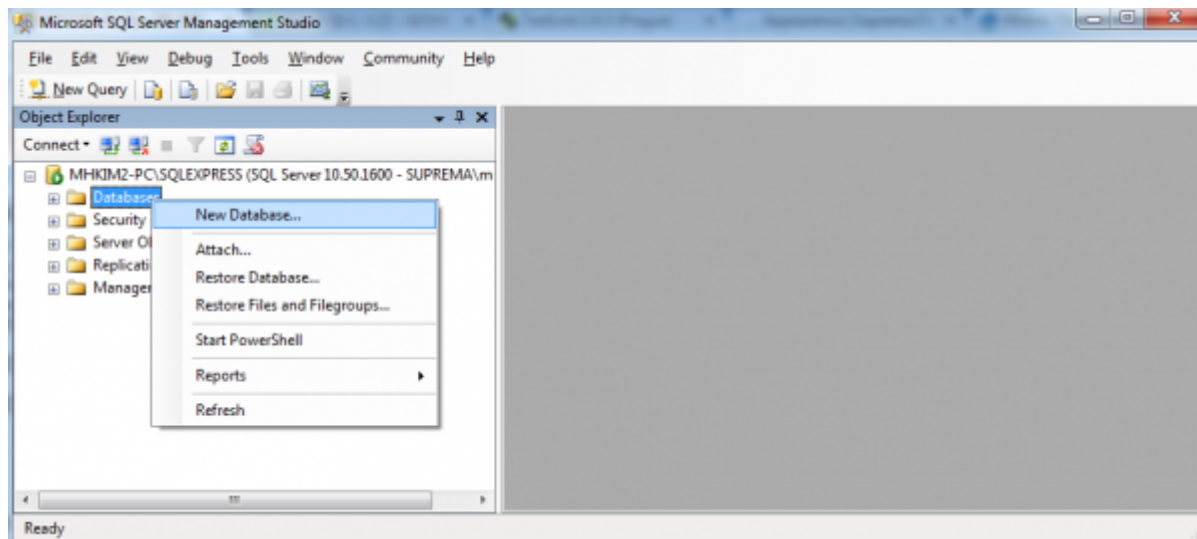 Microsoft SQL Server Management Studio
File Edit View Debug Tools Window Community Help
New Query
Object Explorer
Connect
MHKIM2-PC\SQLEXPRESS (SQL Server 10.50.1600 - SUPREMA\m
Databases
Security
Server Ol
Replicati
Manager
New Database...
Attach...
Restore Database...
Restore Files and Filegroups...
Start PowerShell
Reports
Refresh
Ready